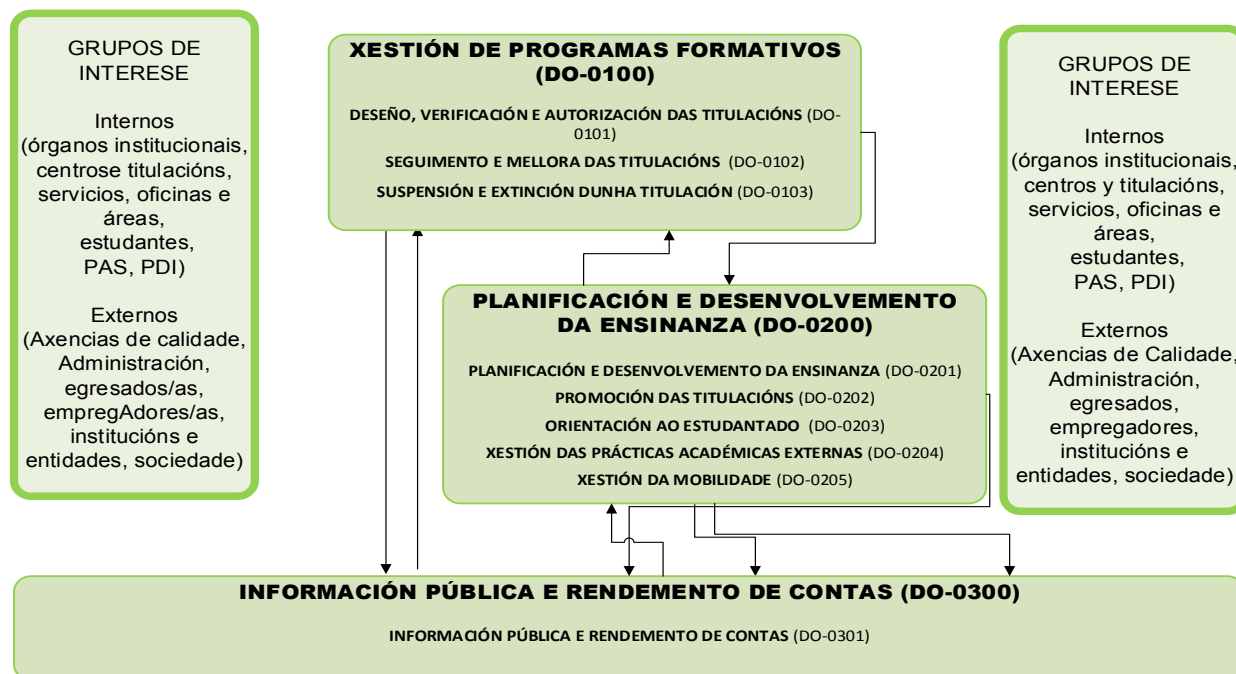 GRUPOS DE
INTERESE
Internos
(órganos institucionais,
centrose titulacións,
servicios, oficinas e
áreas,
estudantes,
PAS, PDI)
Externos
(Axencias de calidade,
Administración,
egresados/as,
empregAdores/as,
institucións e
entidades, sociedade)
XESTIÓN DE PROGRAMAS FORMATIVOS
(DO-0100)
DESEÑO, VERIFICACIÓN E AUTORIZACIÓN DAS TITULACIÓNS (DO-
0101)
SEGUIMENTO E MELLORA DAS TITULACIÓNS (DO-0102)
SUSPENSIÓN E EXTINCIÓN DUNHA TITULACIÓN (DO-0103)
PLANIFICACIÓN E DESENVOLVEMENTO
DA ENSINANZA (DO-0200)
PLANIFICACIÓN E DESENVOLVEMENTO DA ENSINANZA (DO-0201)
PROMOCIÓN DAS TITULACIÓNS (DO-0202)
ORIENTACIÓN AO ESTUDANTADO (DO-0203)
XESTIÓN DAS PRÁCTICAS ACADÉMICAS EXTERNAS (DO-0204)
XESTIÓN DA MOBILIDADE (DO-0205)
GRUPOS DE
INTERESE
Internos
(órganos institucionais,
centros y titulacións,
servicios, oficinas e
áreas,
estudantes,
PAS, PDI)
Externos
(Axencias de Calidade,
Administración,
egresados,
empregadores,
institucións e
entidades, sociedade)
INFORMACIÓN PÚBLICA E RENDEMENTO DE CONTAS (DO-0300)
INFORMACIÓN PÚBLICA E RENDEMENTO DE CONTAS (DO-0301)